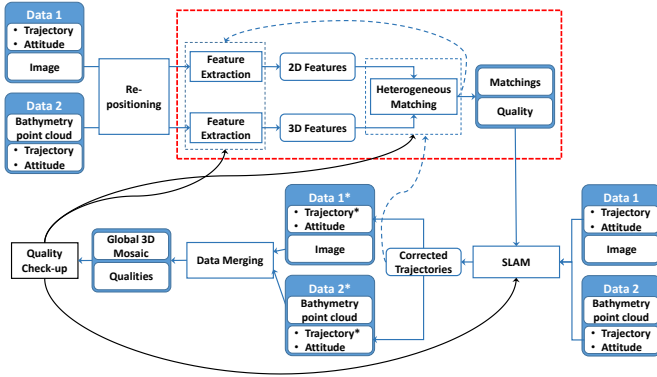 Data 1
• Trajectory
• Attitude
Image
Data 2
Bathymetry
point cloud
• Trajectory
• Attitude
Re-
positioning
Feature
Extraction
2D Features
Feature
Extraction
3D Features
Heterogeneous
Matching
Matchings
Quality
Data 1*
• Trajectory*
• Attitude
Image
Data 2*
Bathymetry
point cloud
• Trajectory*
• Attitude
Quality
Check-up
Global 3D
Mosaic
Qualities
Data Merging
Corrected
Trajectories
SLAM
Data 1
• Trajectory
• Attitude
Image
Data 2
Bathymetry
point cloud
• Trajectory
• Attitude